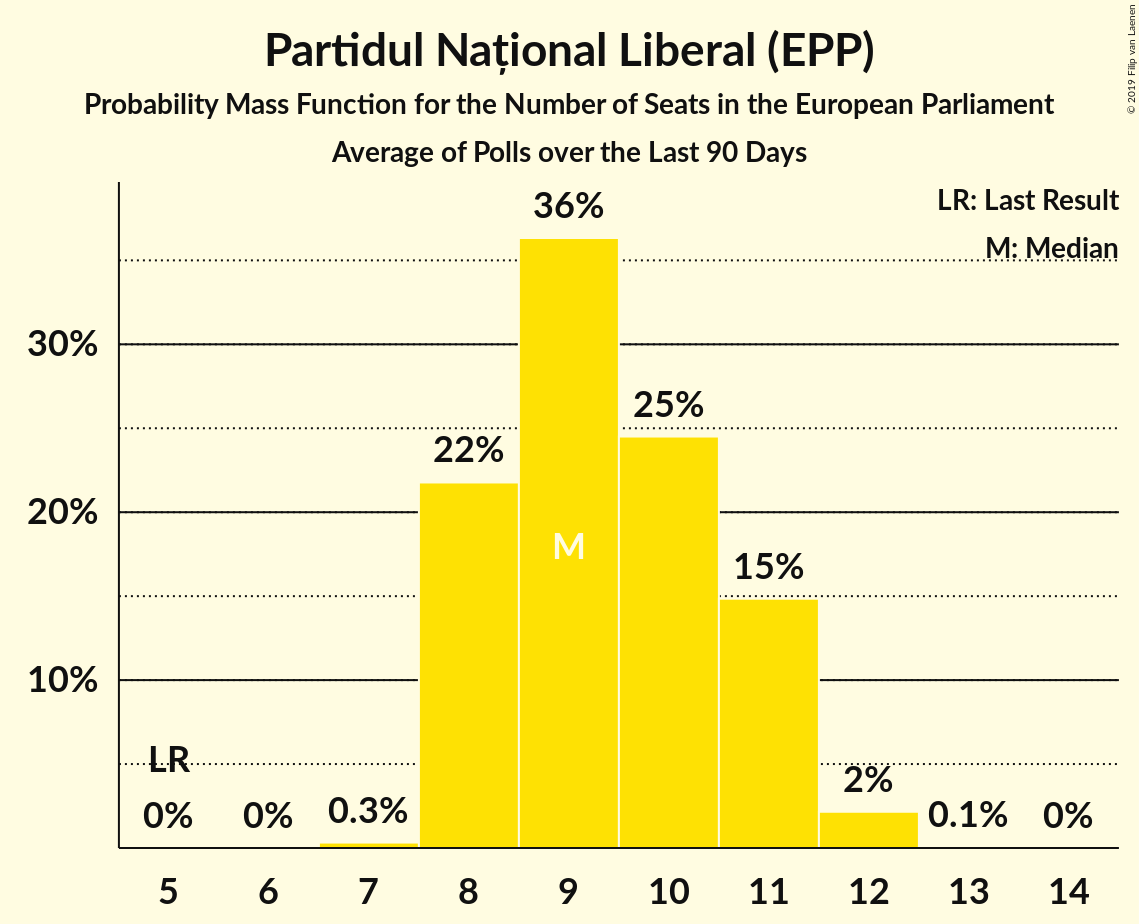 Partidul Național Liberal (EPP)
Probability Mass Function for the Number of Seats in the European Parliament
Average of Polls over the Last 90 Days
© 2019 Filip van Laenen
LR: Last Result
M: Median
36%
30%
25%
22%
20%
M
15%
10%
LR
2%
0%
0%
0.3%
0.1%
0%
5 6 7 8 9 10 11 12 13 14